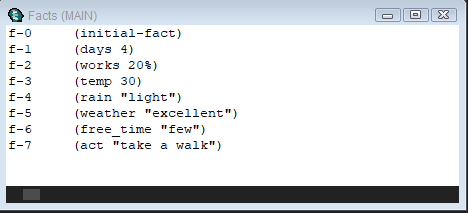 Facts (MAIN)
f-0 (initial-fact)
f-1 (days 4)
f-2 (works 20%)
f-3 (temp 30)
f-4 (rain "light")
f-5 (weather "excellent")
f-6 (free_time "few")
f-7 (act "take a walk")